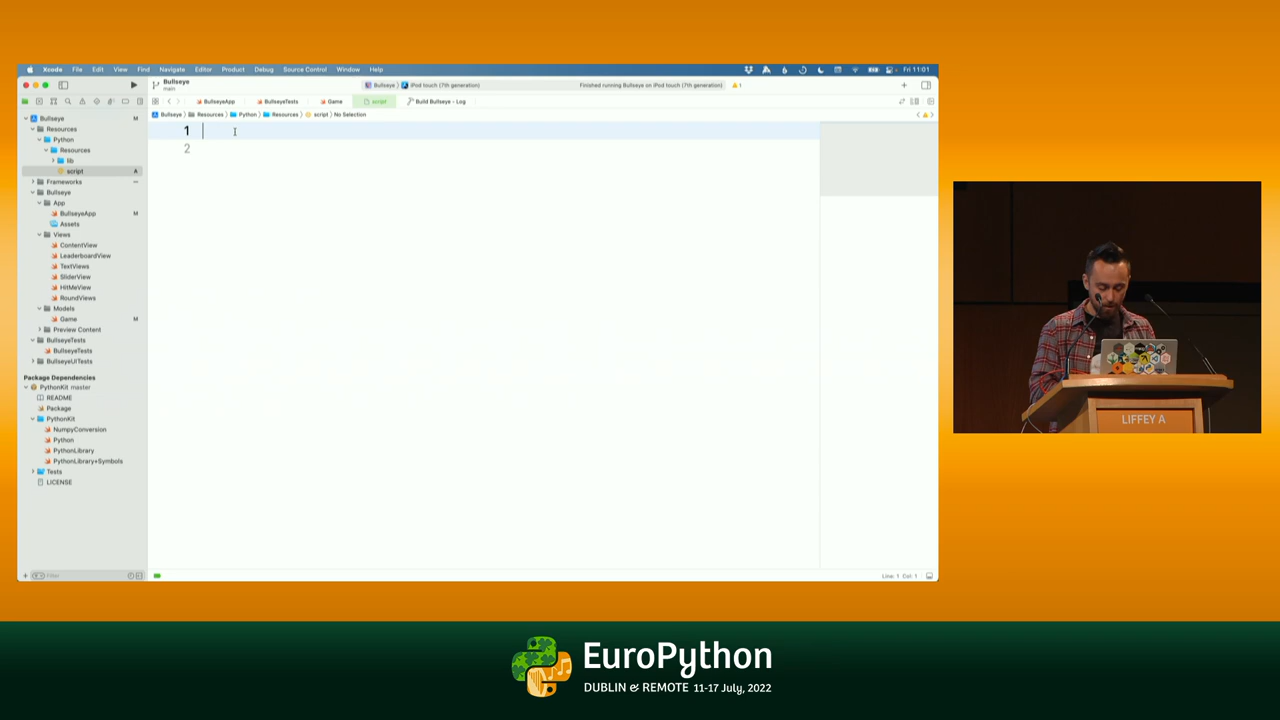 Xcode File Edit View Find Navigate Editor Product Debug Source Control Window Help Fri 11:01
Bullseye
main
Bullseye iPod touch (7th generation) Finished running Bullseye on iPod touch (7th generation) 1
BullseyeApp BullseyeTests Game script Build Bullseye - Log
Bullseye Resources Python Resources script No Selection
Bullseye M
Resources
Python
Resources
lib
script A
Frameworks
Bullseye
App
BullseyeApp M
Assets
Views
ContentView
LeaderboardView
TextViews
SliderView
HitMeView
RoundViews
Models
Game M
Preview Content
BullseyeTests
BullseyeTests
BullseyeUITests
Package Dependencies
PythonKit master
README
Package
PythonKit
NumpyConversion
Python
PythonLibrary
PythonLibrary+Symbols
Tests
LICENSE
Filter
1
2
Line: 1 Col: 1
LIFFEY A
EuroPython
DUBLIN & REMOTE 11-17 July, 2022